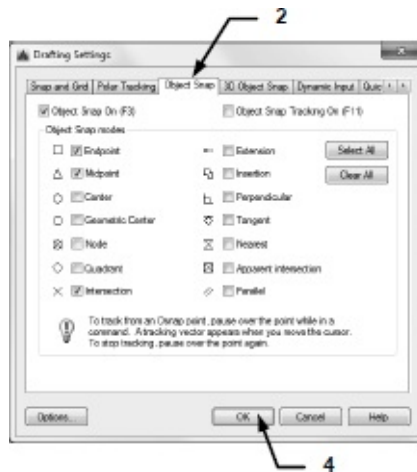 2
Drafting Settings
Snap and Grid Polar Tracking Object Snap 3D Object Snap Dynamic Input Quic
Object Snap On (F3) Object Snap Tracking On (F11)
Object Snap modes
Endpoint Extension Select All
Midpoint Insertion Clear All
Center Perpendicular
Geometric Center Tangent
Node Nearest
Quadrant Apparent intersection
Intersection Parallel
To track from an Osnap point, pause over the point while in a
command. A tracking vector appears when you move the cursor.
To stop tracking, pause over the point again.
Options... OK Cancel Help
4